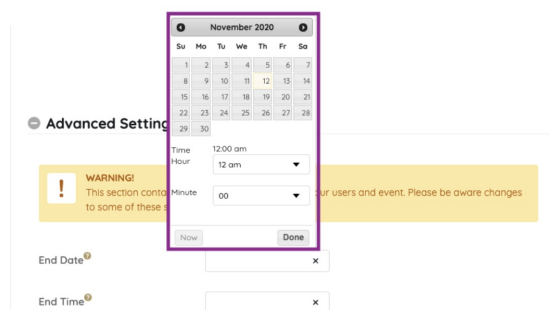 November 2020
Su Mo Tu We Th Fr Sa
1 2 3 4 5 6 7
8 9 10 11 12 13 14
15 16 17 18 19 20 21
22 23 24 25 26 27 28
29 30
Advanced Setting
Time 12:00 am
Hour 12 am
WARNING!
This section conta
ur users and event. Please be aware changes
to some of these s
Minute 00
Now Done
End Date
End Time